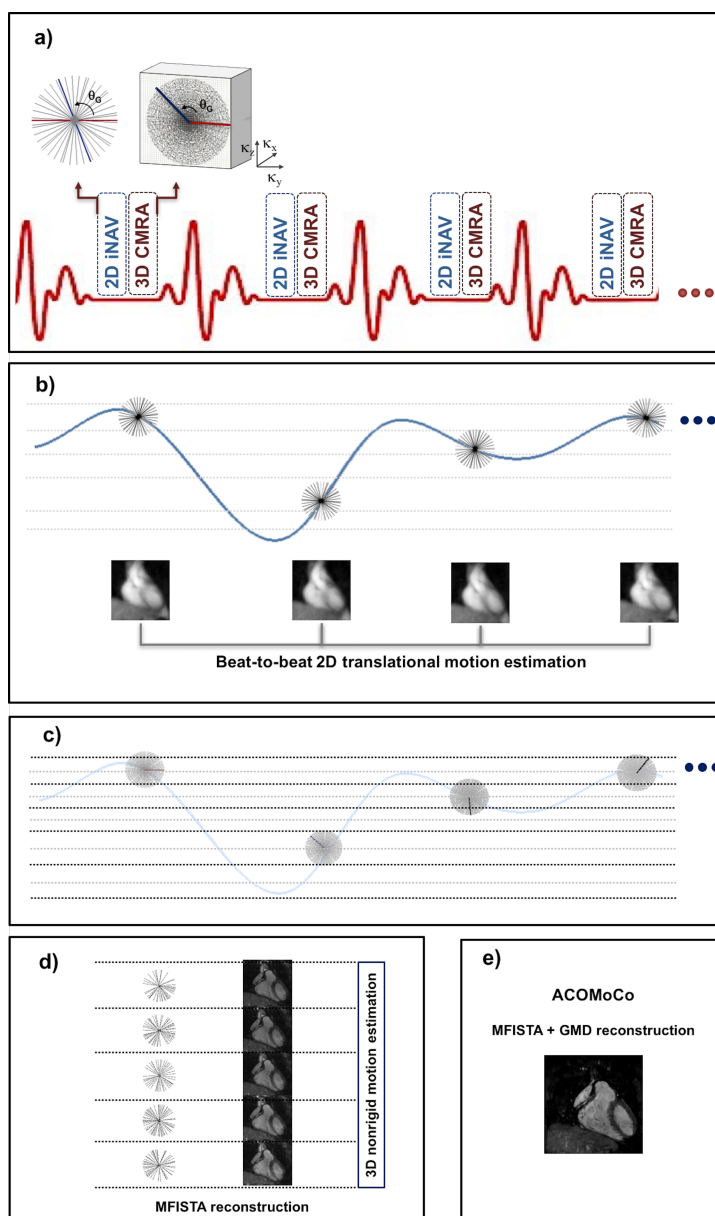 a)
θG
θG
κz
κx
κy
2D iNAV
3D CMRA
2D iNAV
3D CMRA
2D iNAV
3D CMRA
2D iNAV
3D CMRA
b)
Beat-to-beat 2D translational motion estimation
c)
d)
3D nonrigid motion estimation
MFISTA reconstruction
e)
ACOMoCo
MFISTA + GMD reconstruction